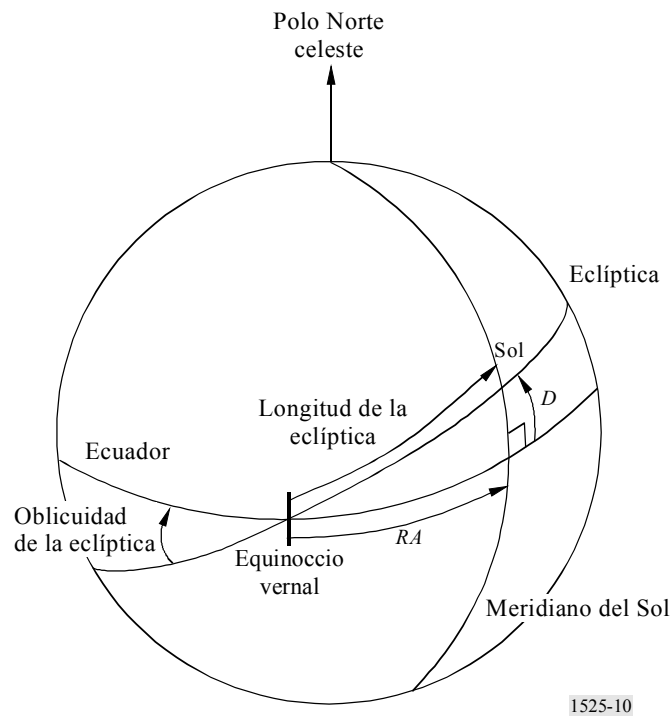 Polo Norte
celeste
Eclíptica
Sol
D
Longitud de la
eclíptica
Ecuador
Oblicuidad
de la eclíptica
RA
Equinoccio
vernal
Meridiano del Sol
1525-10